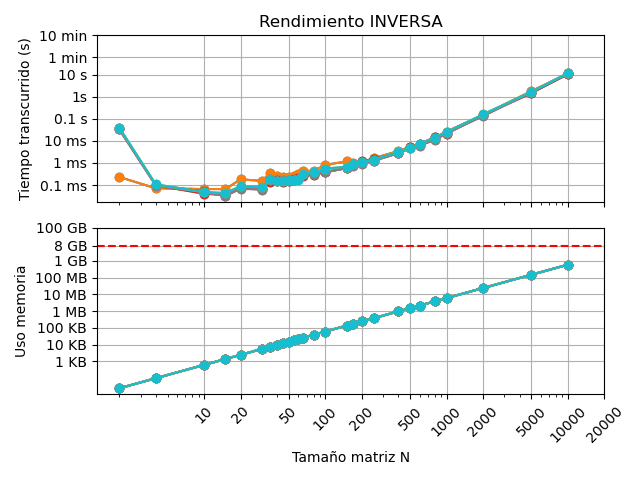 Rendimiento INVERSA
Tiempo transcurrido (s)
10 min
1 min
10 s
1s
0.1 s
10 ms
1 ms
0.1 ms
Uso memoria
100 GB
8 GB
1 GB
100 MB
10 MB
1 MB
100 KB
10 KB
1 KB
10 20 50 100 200 500 1000 2000 5000 10000 20000
Tamaño matriz N